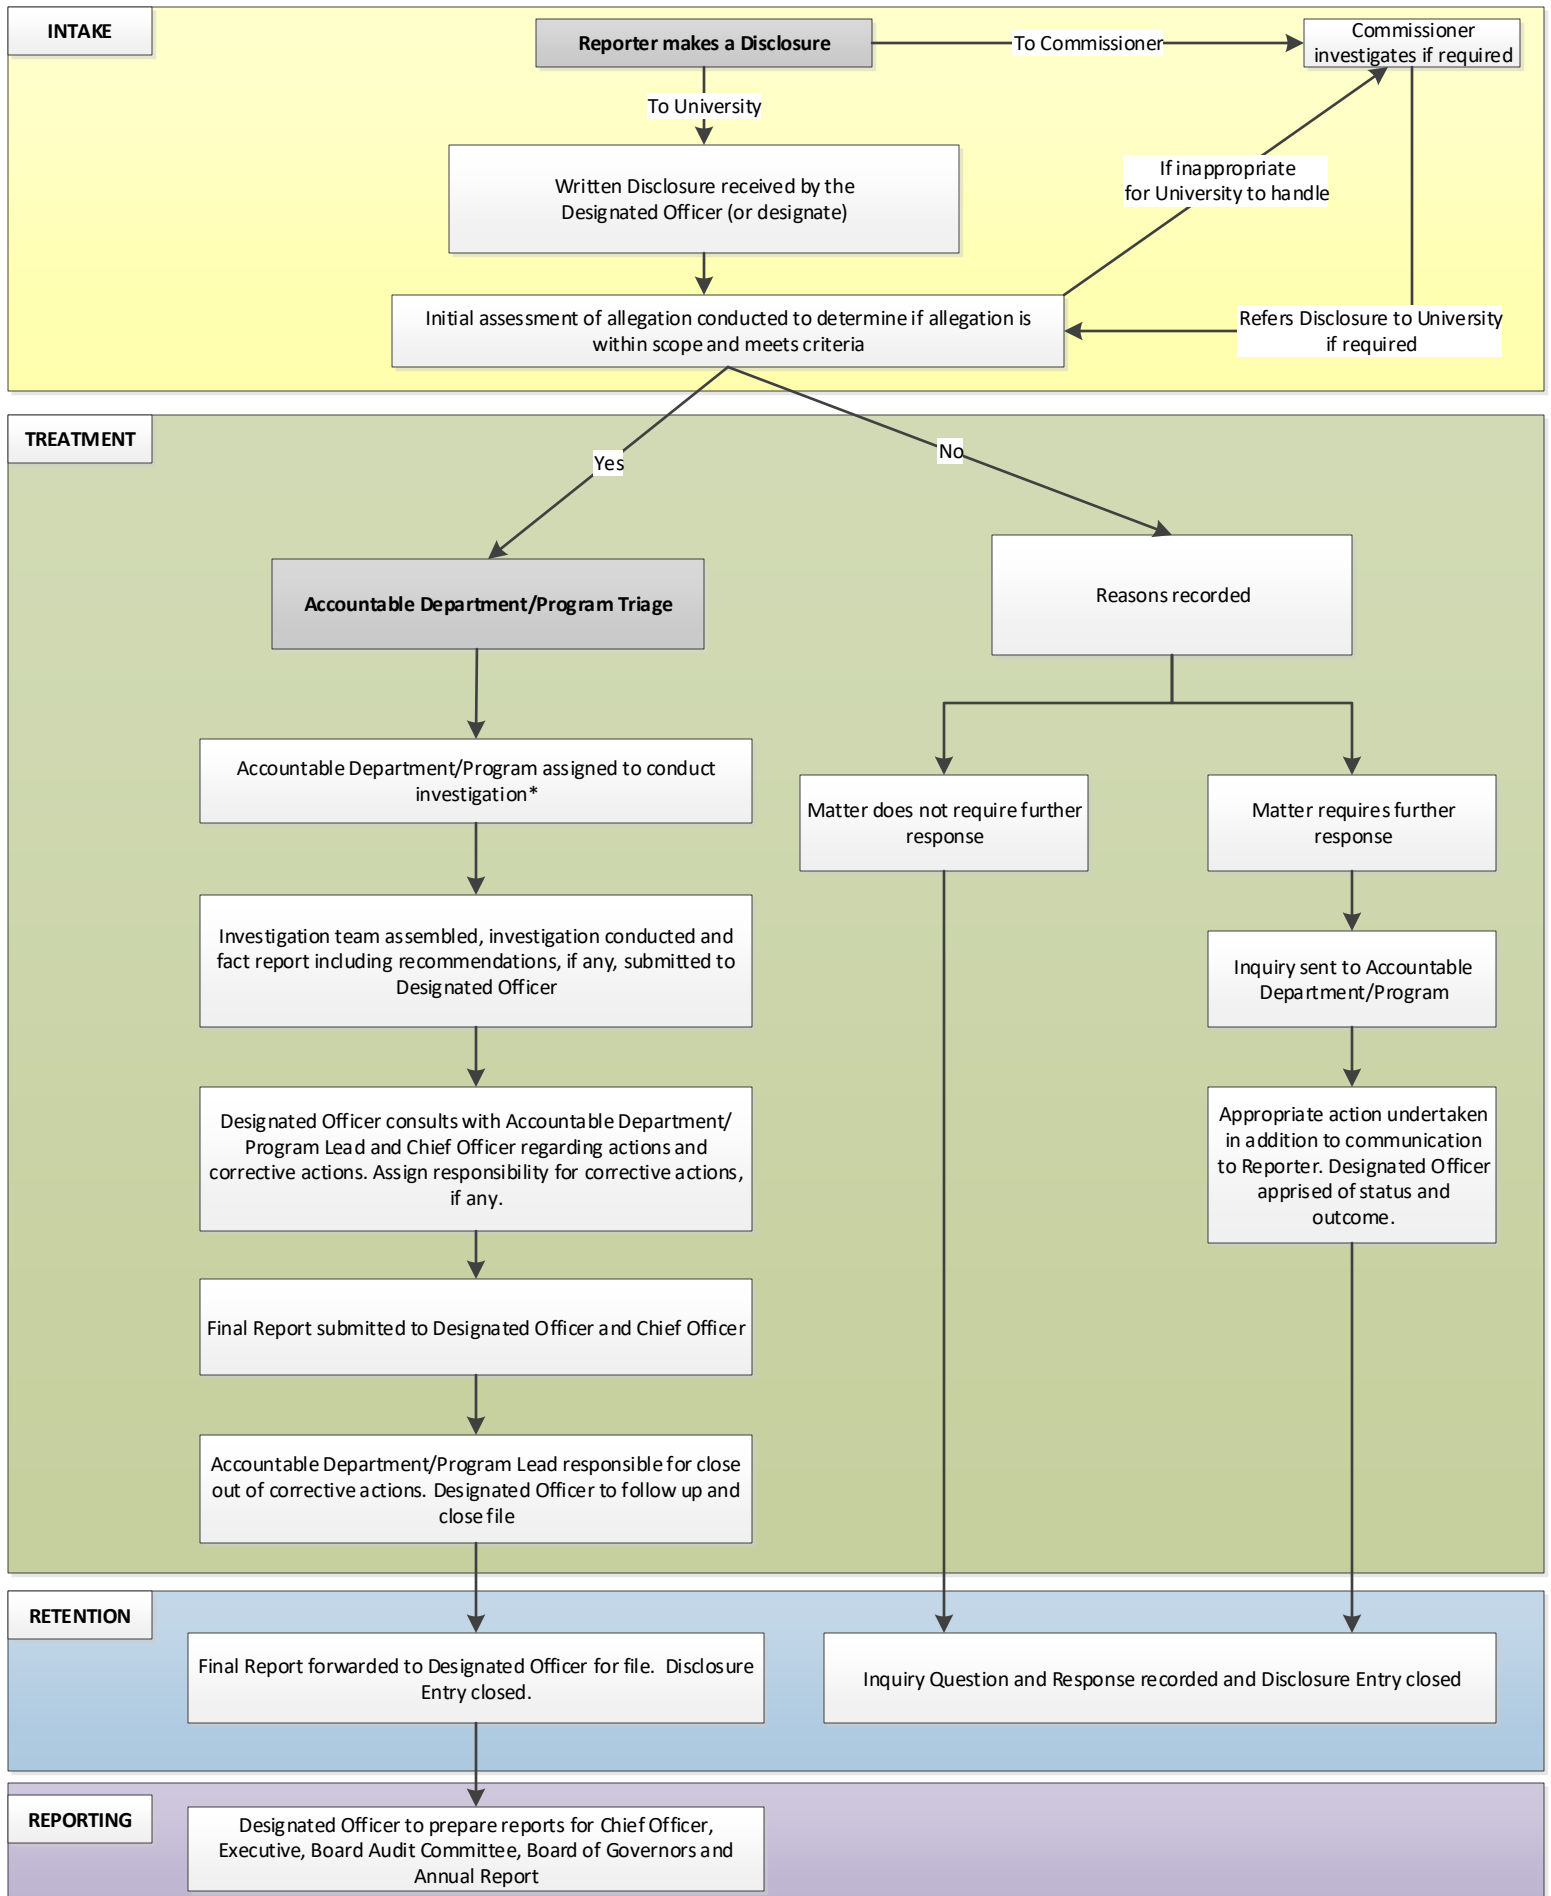 INTAKE
Reporter makes a Disclosure
To Commissioner
Commissioner
investigates if required
To University
Written Disclosure received by the
Designated Officer (or designate)
If inappropriate
for University to handle
Initial assessment of allegation conducted to determine if allegation is
within scope and meets criteria
Refers Disclosure to University
if required
TREATMENT
Yes
No
Accountable Department/Program Triage
Reasons recorded
Accountable Department/Program assigned to conduct
investigation*
Matter does not require further
response
Matter requires further
response
Investigation team assembled, investigation conducted and
fact report including recommendations, if any, submitted to
Designated Officer
Inquiry sent to Accountable
Department/Program
Designated Officer consults with Accountable Department/
Program Lead and Chief Officer regarding actions and
corrective actions. Assign responsibility for corrective actions,
if any.
Appropriate action undertaken
in addition to communication
to Reporter. Designated Officer
apprised of status and
outcome.
Final Report submitted to Designated Officer and Chief Officer
Accountable Department/Program Lead responsible for close
out of corrective actions. Designated Officer to follow up and
close file
RETENTION
Final Report forwarded to Designated Officer for file.  Disclosure
Entry closed.
Inquiry Question and Response recorded and Disclosure Entry closed
REPORTING
Designated Officer to prepare reports for Chief Officer,
Executive, Board Audit Committee, Board of Governors and
Annual Report